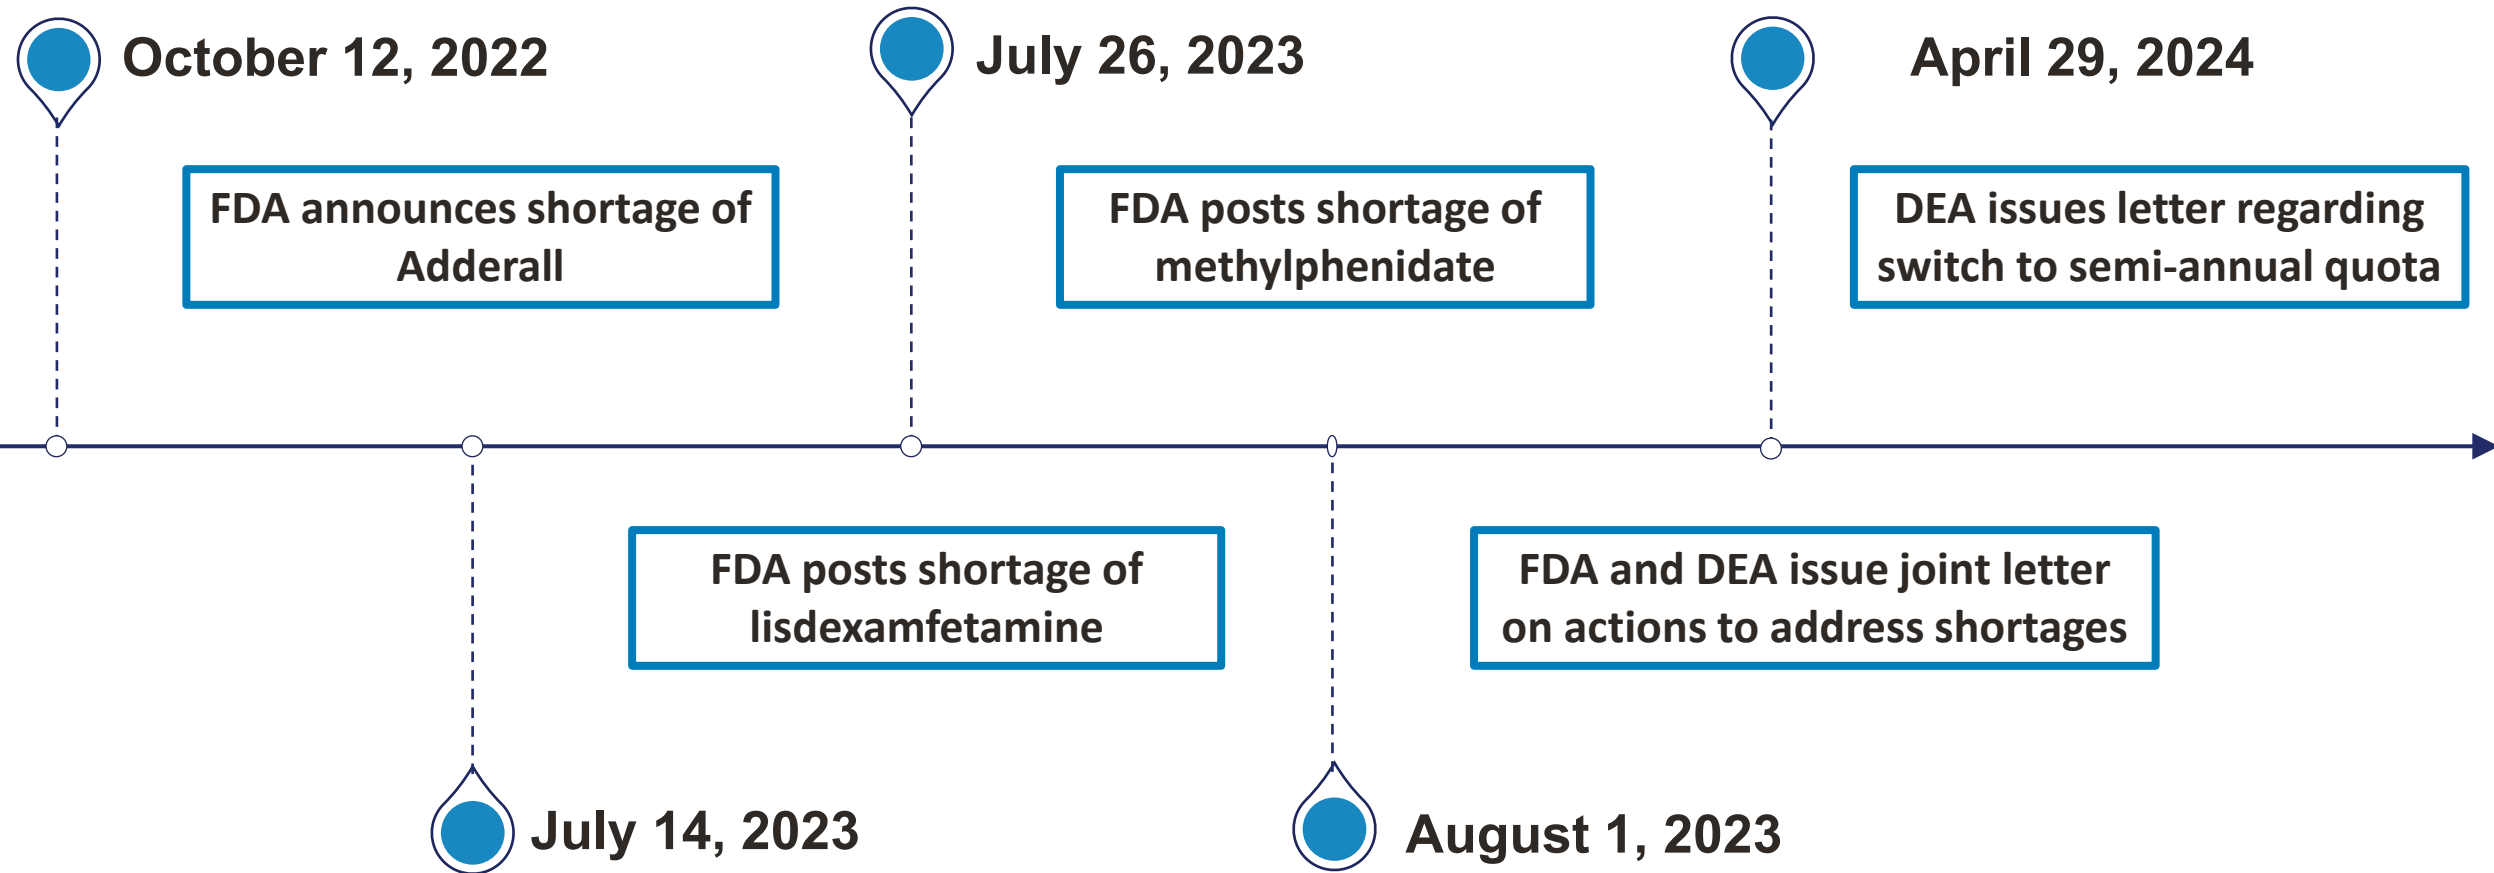 October 12, 2022
FDA announces shortage of
Adderall
July 26, 2023
FDA posts shortage of
methylphenidate
April 29, 2024
DEA issues letter regarding
switch to semi-annual quota
FDA posts shortage of
lisdexamfetamine
July 14, 2023
FDA and DEA issue joint letter
on actions to address shortages
August 1, 2023